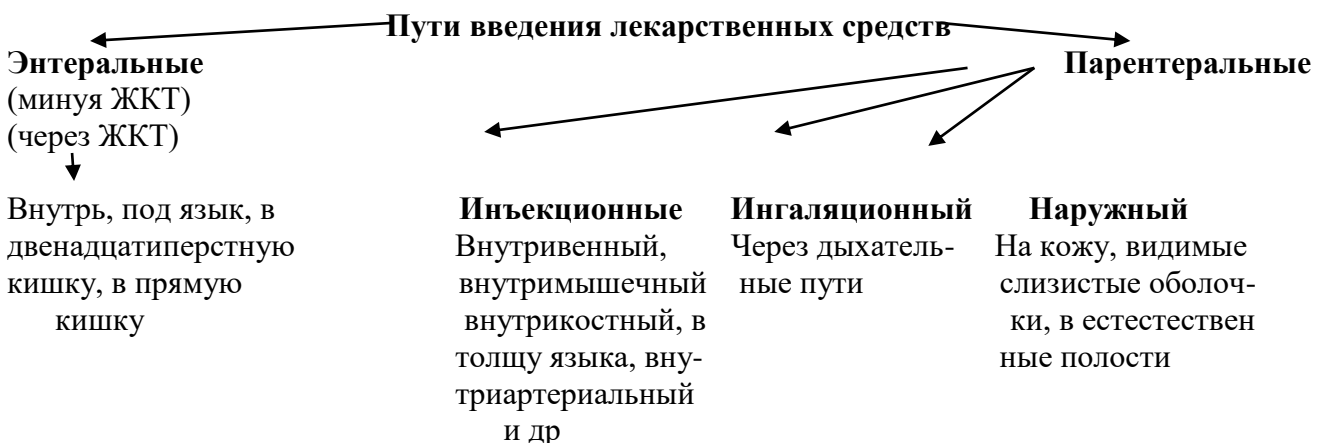 Пути введения лекарственных средств
Энтеральные
(минуя ЖКТ)
(через ЖКТ)
Внутрь, под язык, в
двенадцатиперстную
кишку, в прямую
кишку
Парентеральные
Инъекционные
Внутривенный,
внутримышечный
внутрикостный, в
толщу языка, вну-
триартериальный
и др
Ингаляционный
Через дыхатель-
ные пути
Наружный
На кожу, видимые
слизистые оболоч-
ки, в естестествен
ные полости